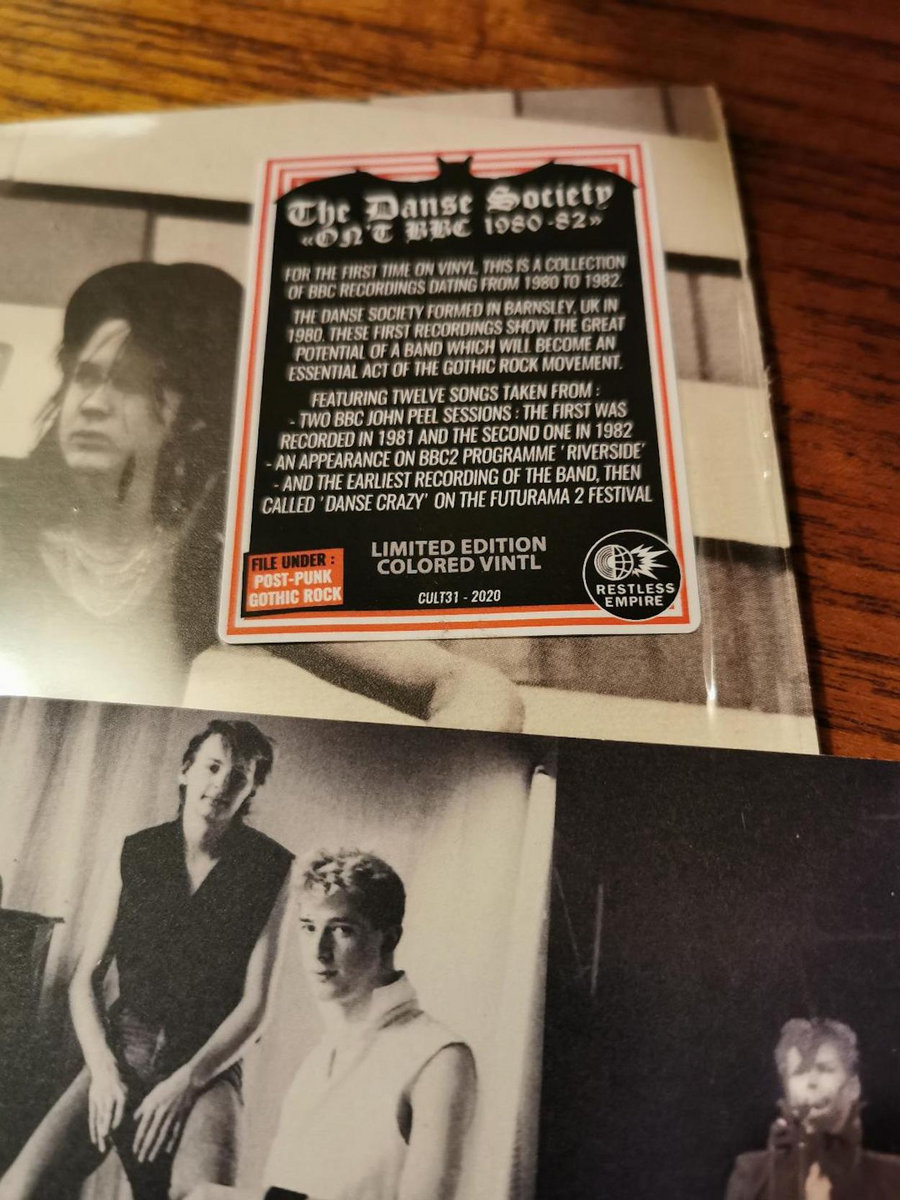 The Danse Society
«ON'T BBC 1980-82»
FOR THE FIRST TIME ON VINYL, THIS IS A COLLECTION
OF BBC RECORDINGS DATING FROM 1980 TO 1982.
THE DANSE SOCIETY FORMED IN BARNSLEY, UK IN
1980. THESE FIRST RECORDINGS SHOW THE GREAT
POTENTIAL OF A BAND WHICH WILL BECOME AN
ESSENTIAL ACT OF THE GOTHIC ROCK MOVEMENT.
FEATURING TWELVE SONGS TAKEN FROM :
- TWO BBC JOHN PEEL SESSIONS : THE FIRST WAS
RECORDED IN 1981 AND THE SECOND ONE IN 1982
- AN APPEARANCE ON BBC2 PROGRAMME 'RIVERSIDE'
- AND THE EARLIEST RECORDING OF THE BAND, THEN
CALLED 'DANSE CRAZY' ON THE FUTURAMA 2 FESTIVAL
FILE UNDER :
POST-PUNK
GOTHIC ROCK
LIMITED EDITION
COLORED VINTL
CULT31 - 2020
RESTLESS
EMPIRE